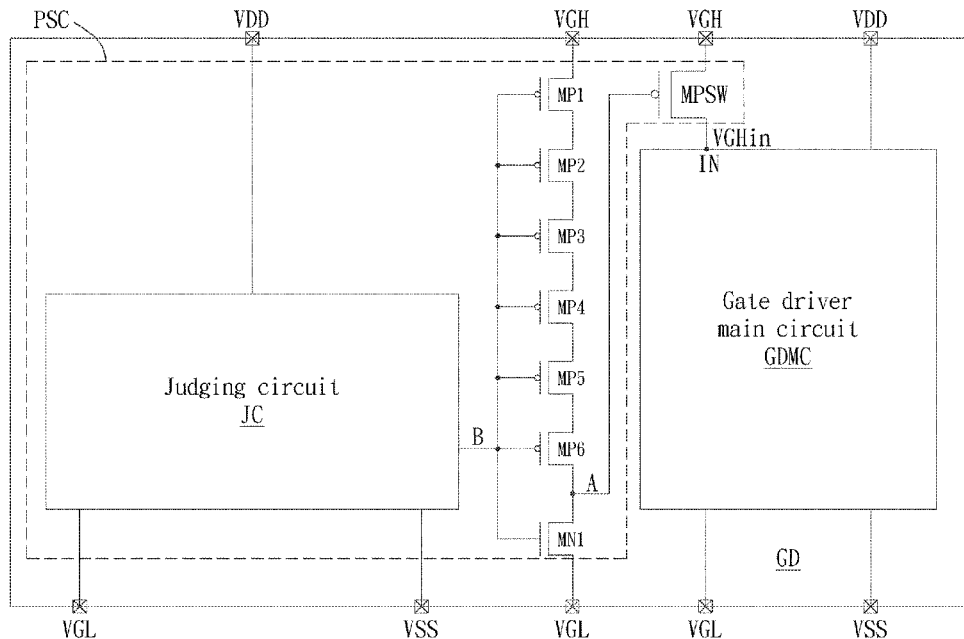 PSC
VDD
VGH
VGH
VDD
MP1
MPSW
VGHin
IN
MP2
MP3
MP4
MP5
MP6
MN1
Judging circuit
JC
B
A
Gate driver
main circuit
GDMC
GD
VGL
VSS
VGL
VGL
VSS